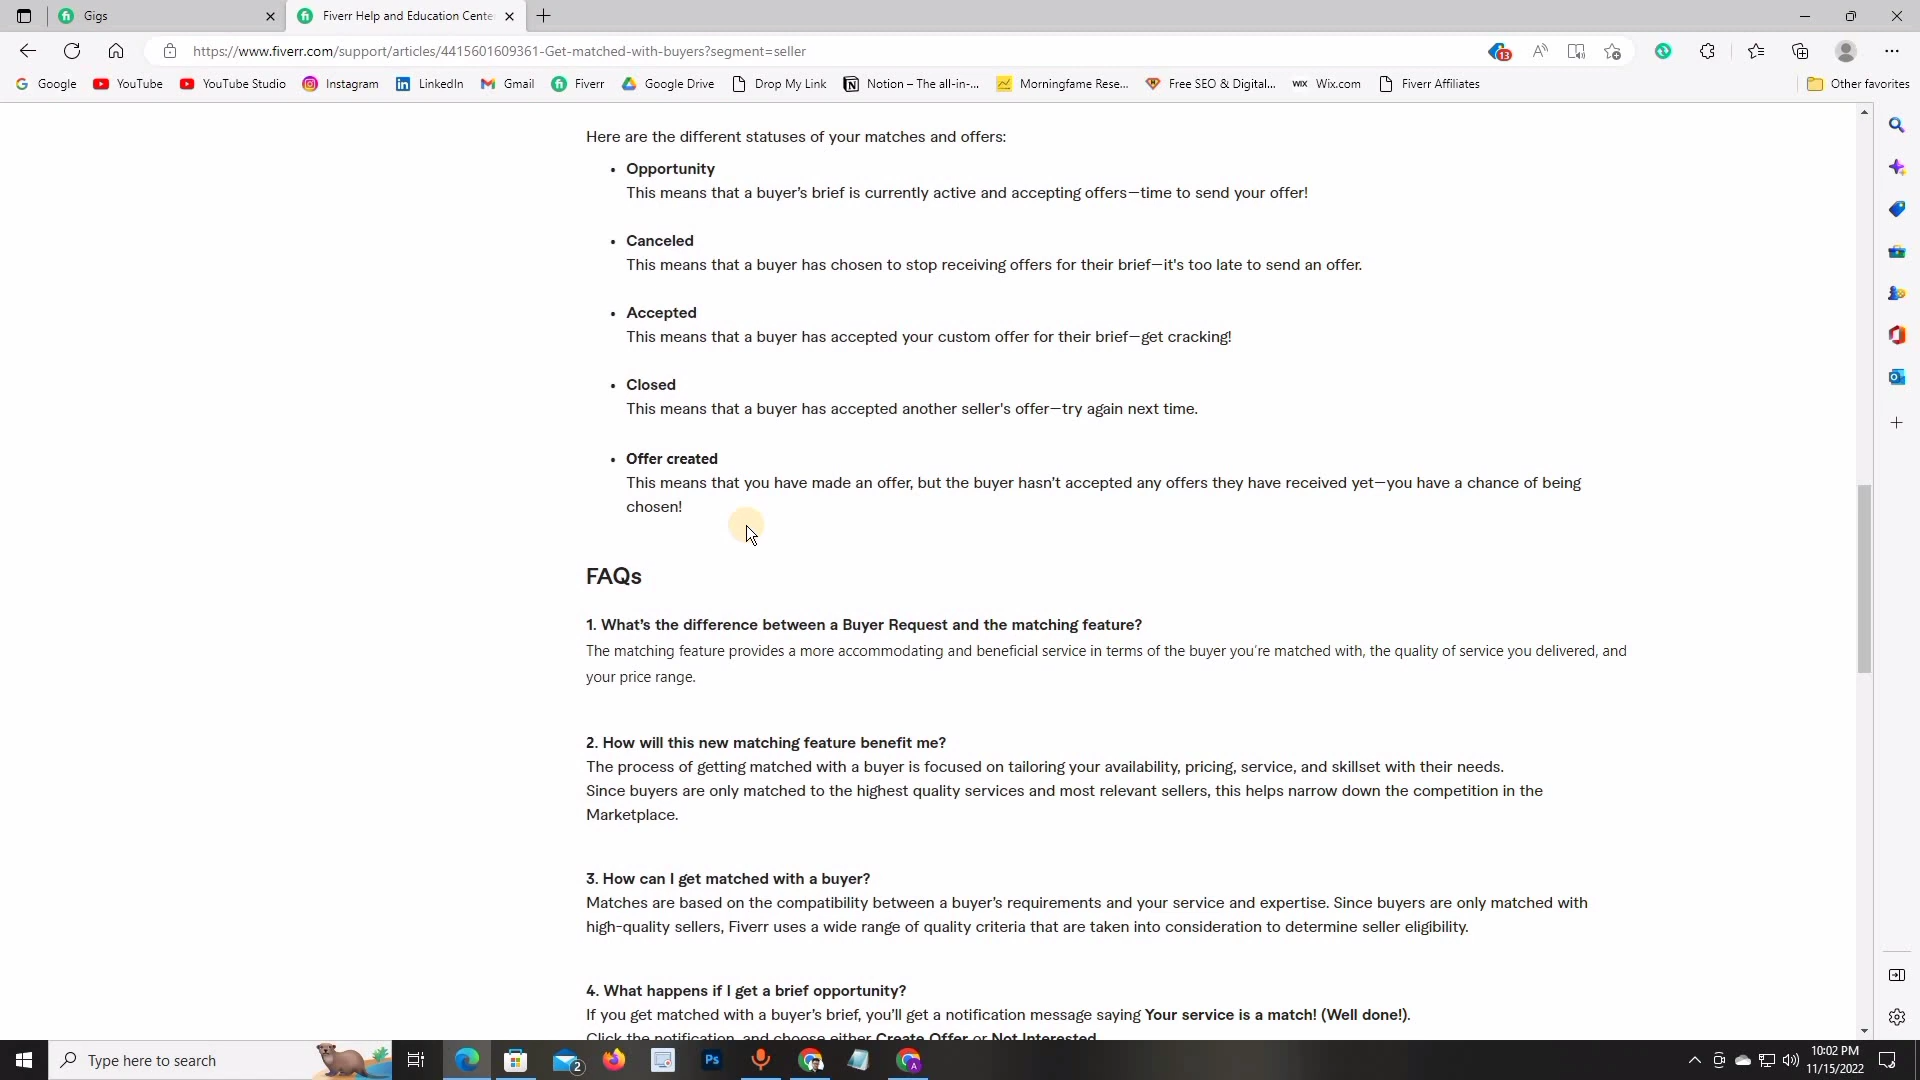 Gigs
Fiverr Help and Education Cente
https://www.fiverr.com/support/articles/4415601609361-Get-matched-with-buyers?segment=seller
13
Google YouTube YouTube Studio Instagram LinkedIn Gmail Fiverr Google Drive Drop My Link Notion – The all-in-... Morningfame Rese... Free SEO & Digital... WIX Wix.com Fiverr Affiliates Other favorites
Here are the different statuses of your matches and offers:
• Opportunity
This means that a buyer's brief is currently active and accepting offers—time to send your offer!
• Canceled
This means that a buyer has chosen to stop receiving offers for their brief—it's too late to send an offer.
• Accepted
This means that a buyer has accepted your custom offer for their brief—get cracking!
• Closed
This means that a buyer has accepted another seller's offer—try again next time.
• Offer created
This means that you have made an offer, but the buyer hasn't accepted any offers they have received yet—you have a chance of being
chosen!
FAQs
1. What's the difference between a Buyer Request and the matching feature?
The matching feature provides a more accommodating and beneficial service in terms of the buyer you're matched with, the quality of service you delivered, and
your price range.
2. How will this new matching feature benefit me?
The process of getting matched with a buyer is focused on tailoring your availability, pricing, service, and skillset with their needs.
Since buyers are only matched to the highest quality services and most relevant sellers, this helps narrow down the competition in the
Marketplace.
3. How can I get matched with a buyer?
Matches are based on the compatibility between a buyer's requirements and your service and expertise. Since buyers are only matched with
high-quality sellers, Fiverr uses a wide range of quality criteria that are taken into consideration to determine seller eligibility.
4. What happens if I get a brief opportunity?
If you get matched with a buyer's brief, you'll get a notification message saying Your service is a match! (Well done!).
Click the notification, and choose either Create Offer or Not Interested
Type here to search
2
Ps
A
10:02 PM
11/15/2022